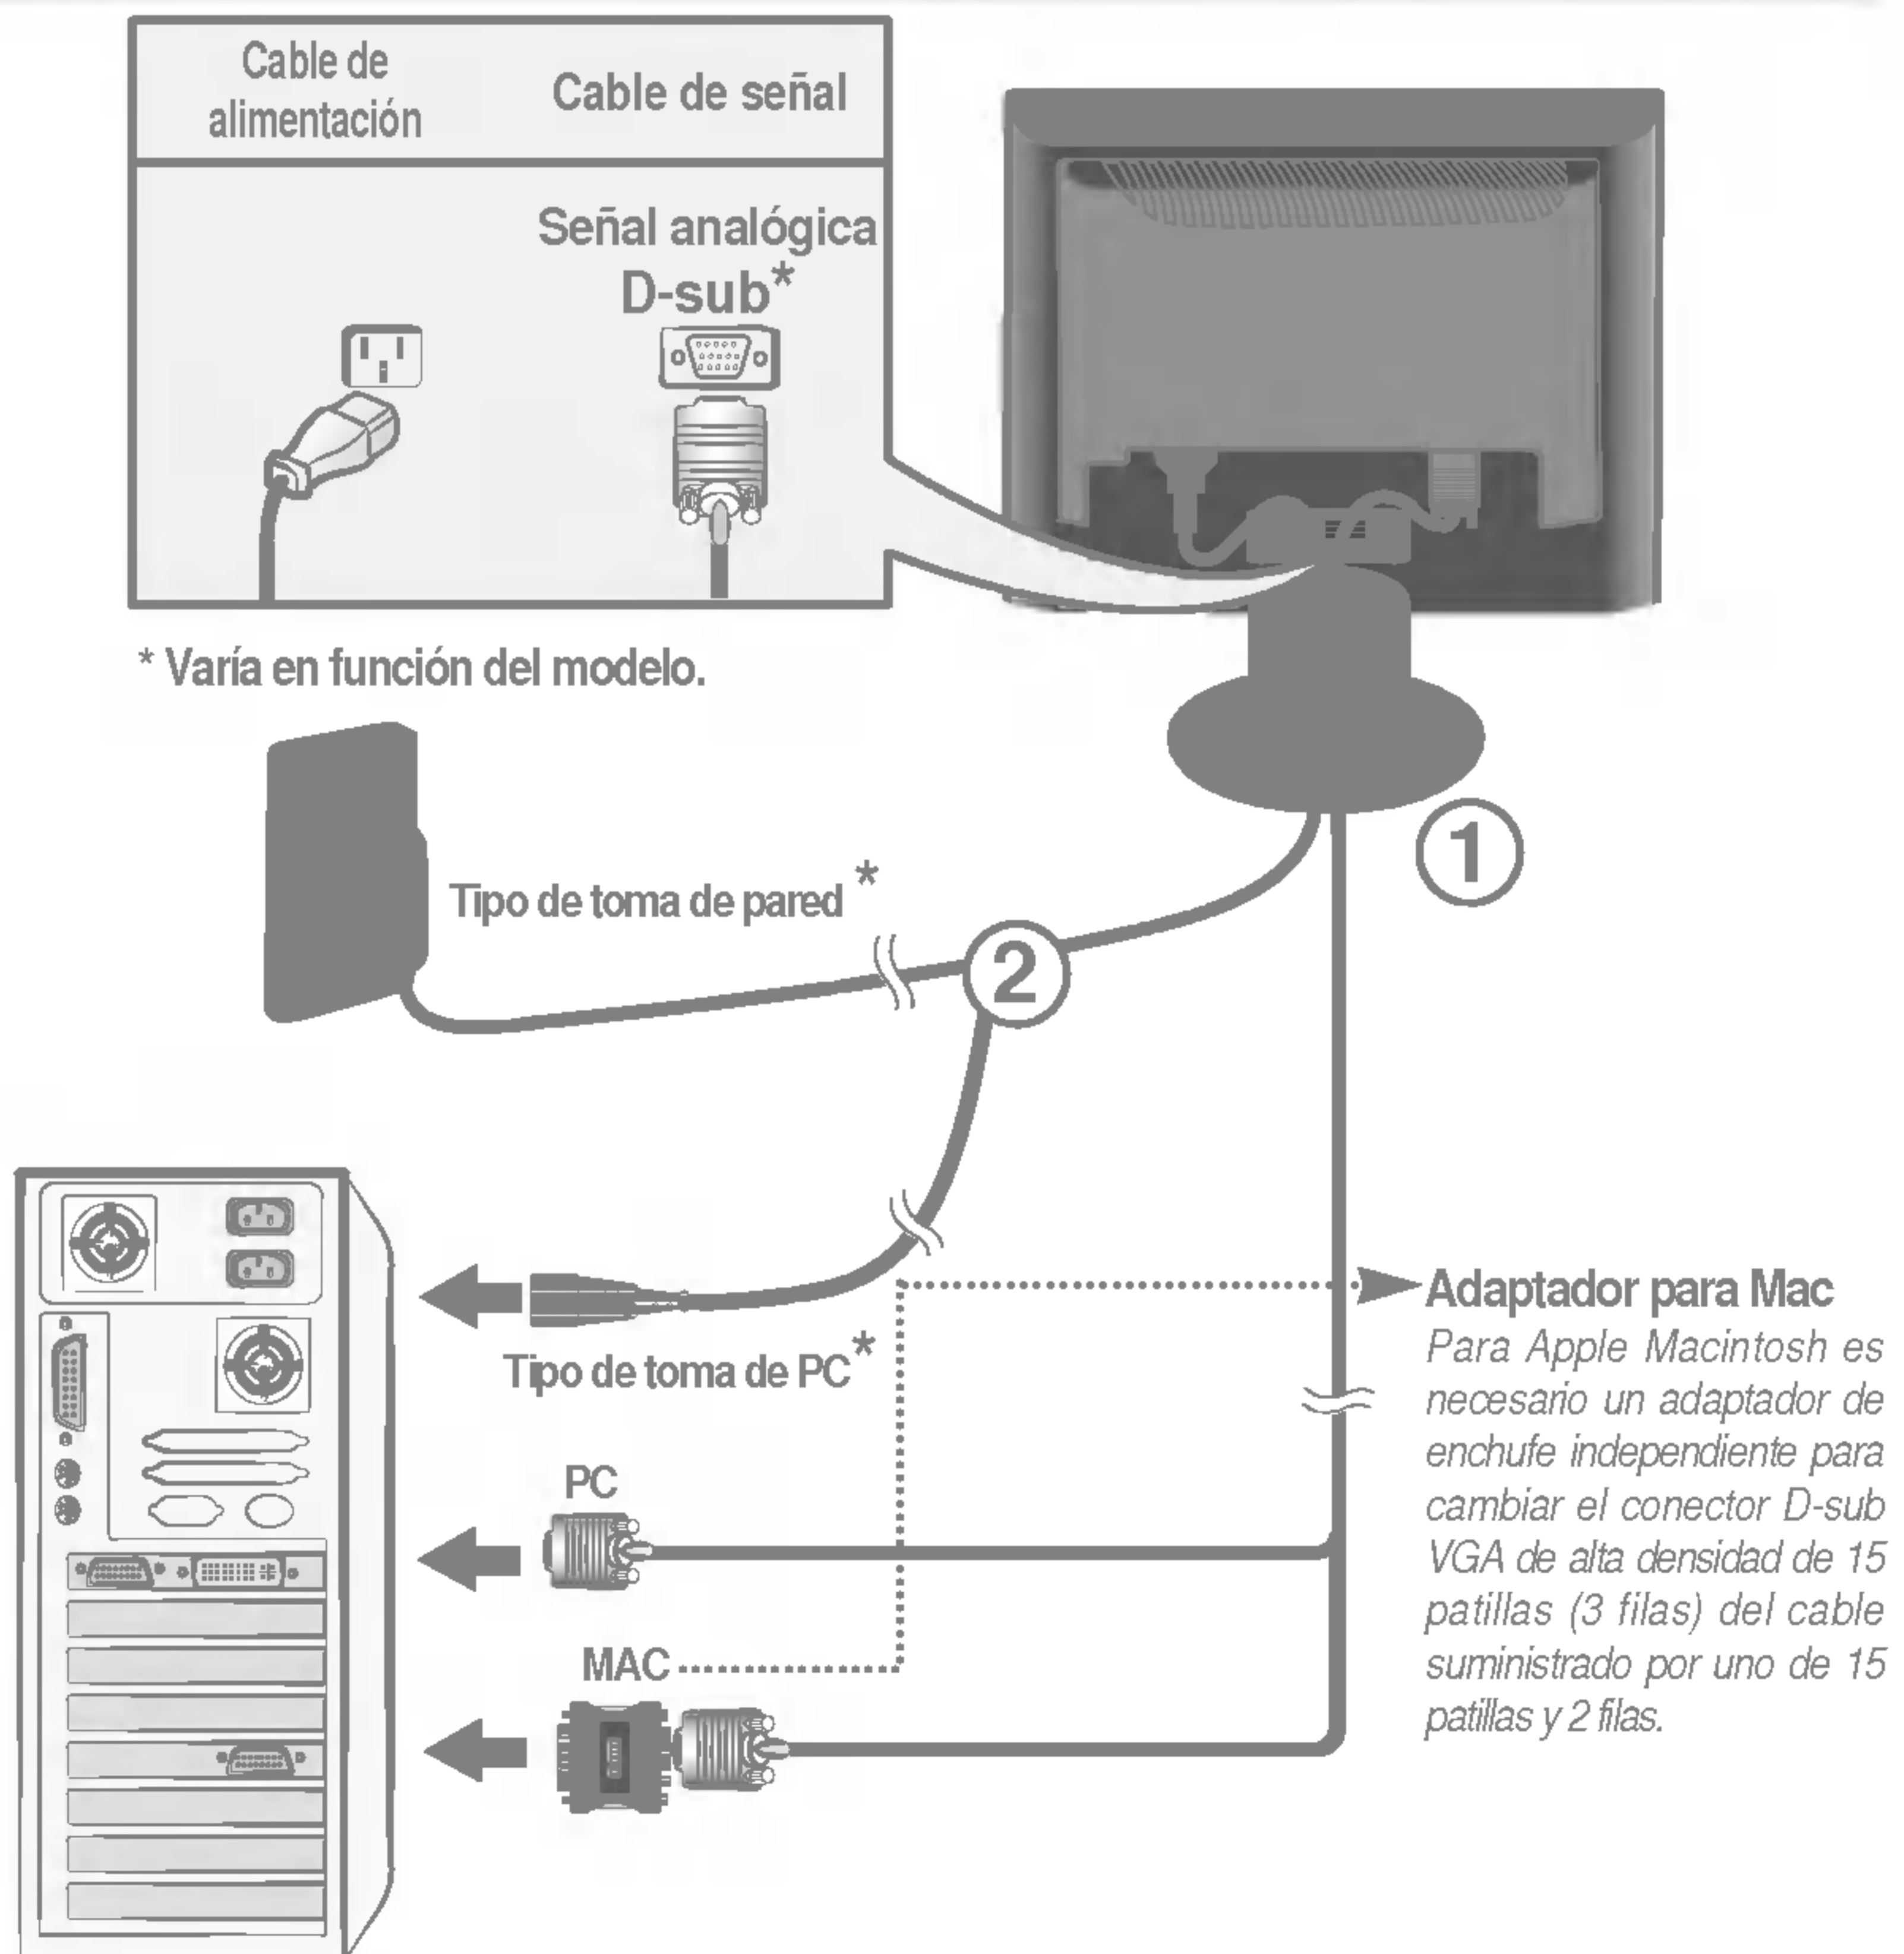 Cable de
alimentación
Cable de señal
Señal analógica
D-sub*
* Varía en función del modelo.
1
Tipo de toma de pared *
2
Tipo de toma de PC*
PC
MAC
Adaptador para Mac
Para Apple Macintosh es
necesario un adaptador de
enchufe independiente para
cambiar el conector D-sub
VGA de alta densidad de 15
patillas (3 filas) del cable
suministrado por uno de 15
patillas y 2 filas.